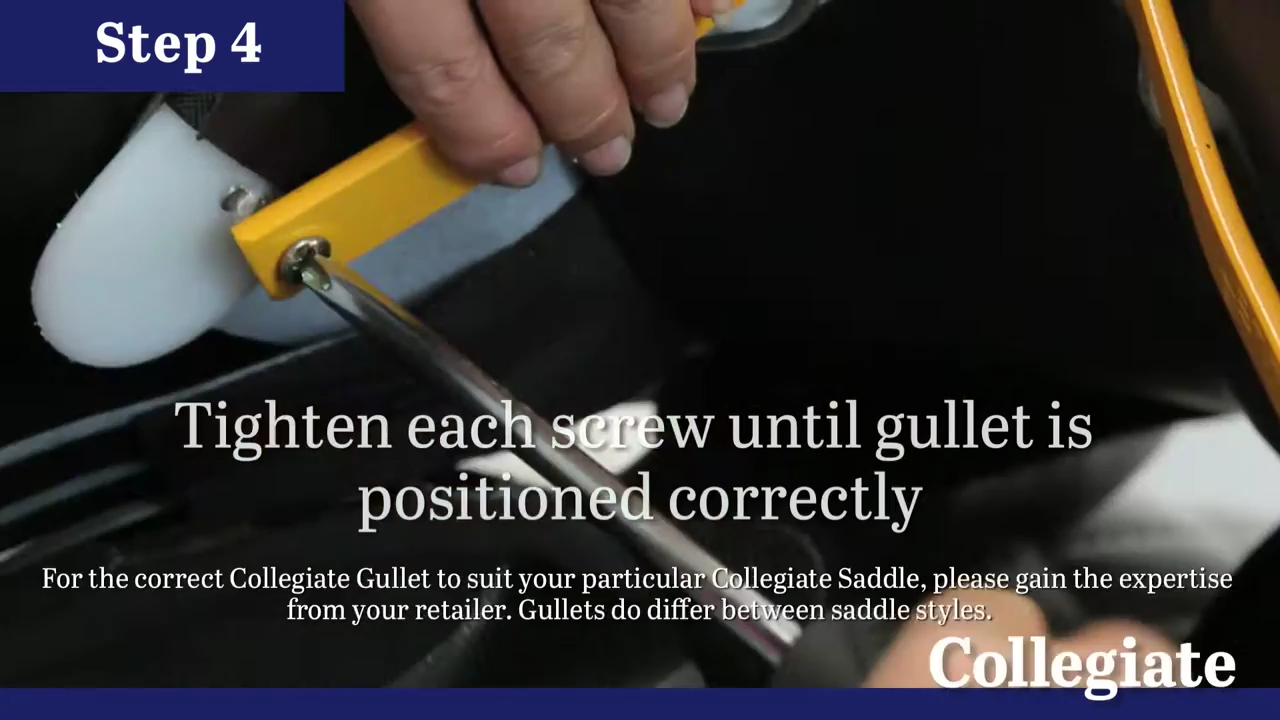 Step 4
Tighten each screw until gullet is
positioned correctly
For the correct Collegiate Gullet to suit your particular Collegiate Saddle, please gain the expertise
from your retailer. Gullets do differ between saddle styles.
Collegiate